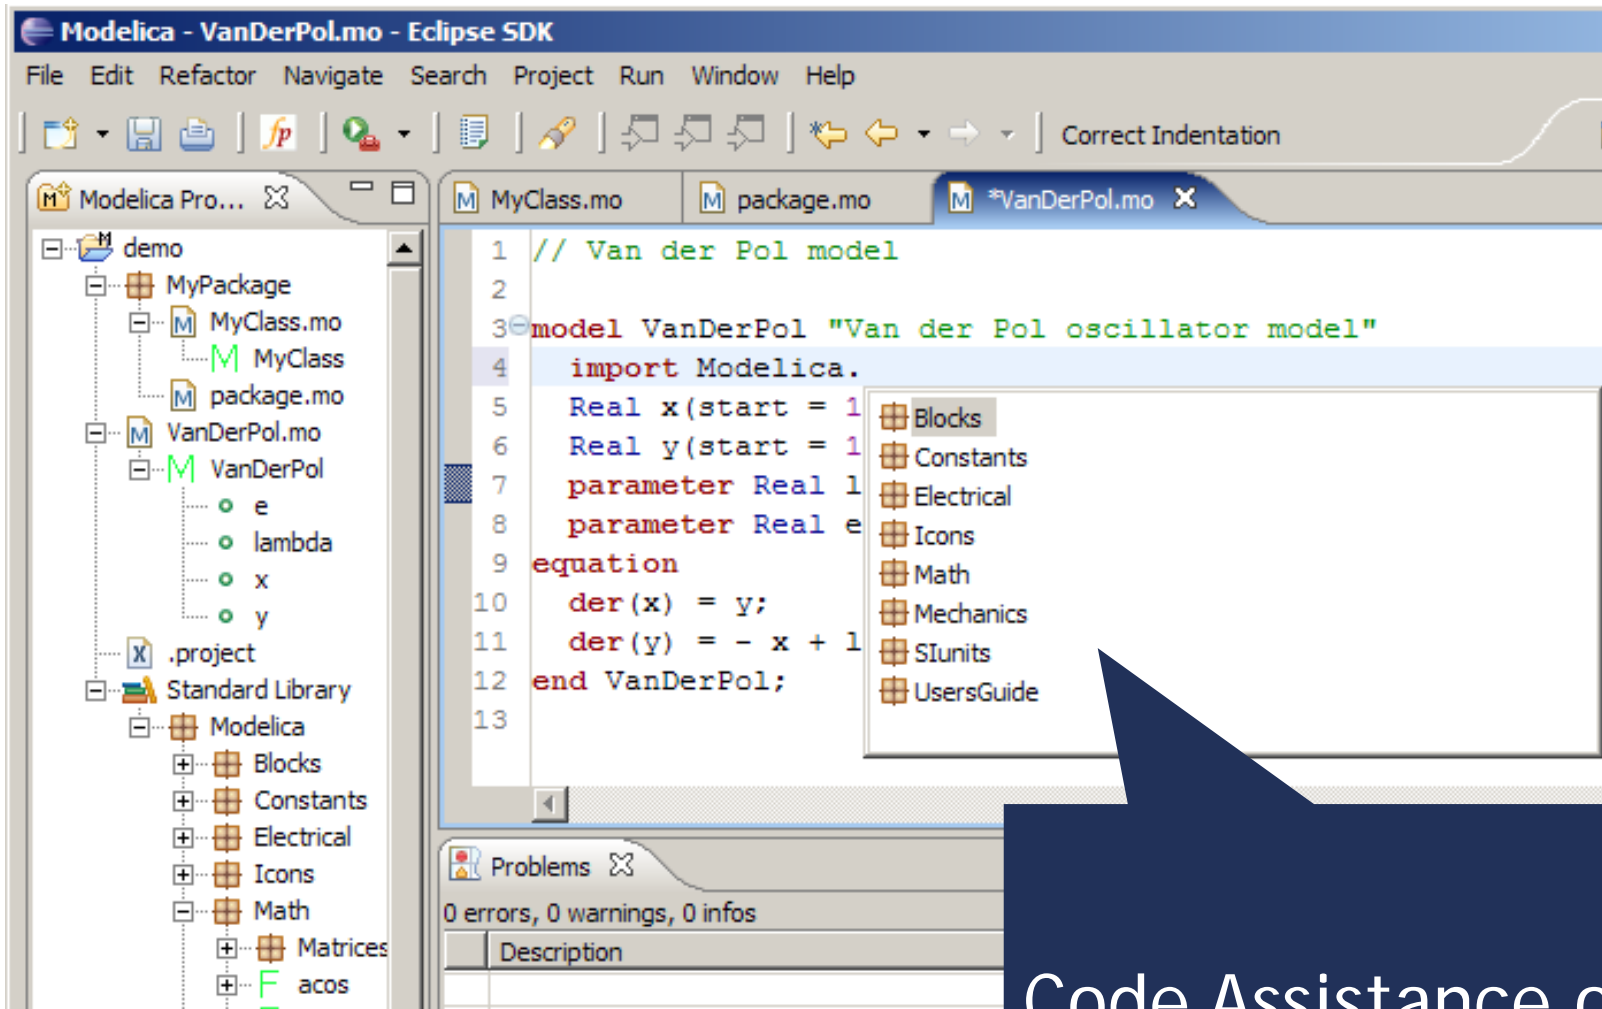 Modelica - VanDerPol.mo - Eclipse SDK
File Edit Refactor Navigate Search Project Run Window Help
fp Correct Indentation
Modelica Pro...
demo
MyPackage
MyClass.mo
MyClass
package.mo
VanDerPol.mo
VanDerPol
e
lambda
x
y
.project
Standard Library
Modelica
Blocks
Constants
Electrical
Icons
Math
Matrices
acos
MyClass.mo package.mo *VanDerPol.mo
1 // Van der Pol model
2
3 model VanDerPol "Van der Pol oscillator model"
4 import Modelica.
5 Real x(start = 1
6 Real y(start = 1
7 parameter Real l
8 parameter Real e
9 equation
10 der(x) = y;
11 der(y) = - x + l
12 end VanDerPol;
13
Blocks
Constants
Electrical
Icons
Math
Mechanics
SIunits
UsersGuide
Problems
0 errors, 0 warnings, 0 infos
Description
Code Assistance